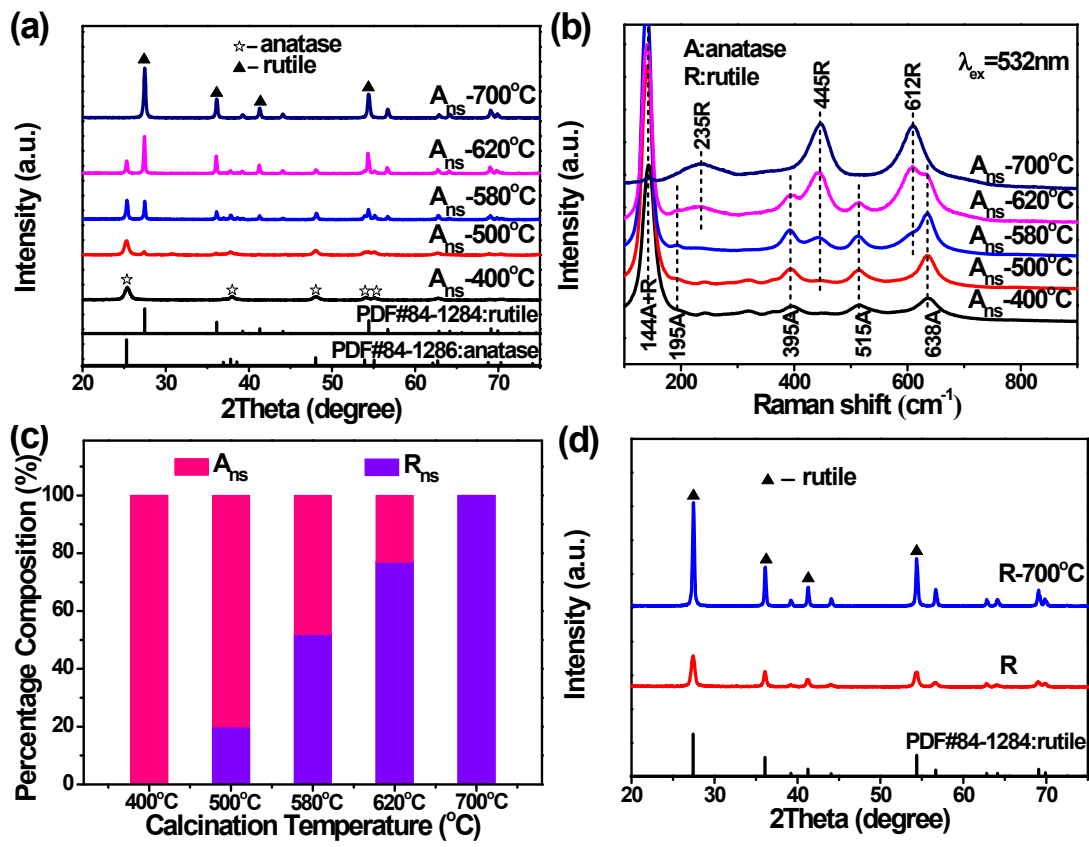 (a)
☆–anatase
▲–rutile
Ans-700°C
Ans-620°C
Ans-580°C
Ans-500°C
Ans-400°C
PDF#84-1284:rutile
PDF#84-1286:anatase
Intensity (a.u.)
20 30 40 50 60 70
2Theta (degree)
(b)
A:anatase
R:rutile
λex=532nm
235R
445R
612R
Ans-700°C
Ans-620°C
Ans-580°C
Ans-500°C
Ans-400°C
144A+R
195A
395A
515A
638A
Intensity (a.u.)
200 400 600 800
Raman shift (cm-1)
(c)
Ans Rns
Percentage Composition (%)
100
80
60
40
20
0
400°C 500°C 580°C 620°C 700°C
Calcination Temperature (°C)
(d)
▲ – rutile
R-700°C
R
PDF#84-1284:rutile
Intensity (a.u.)
20 30 40 50 60 70
2Theta (degree)